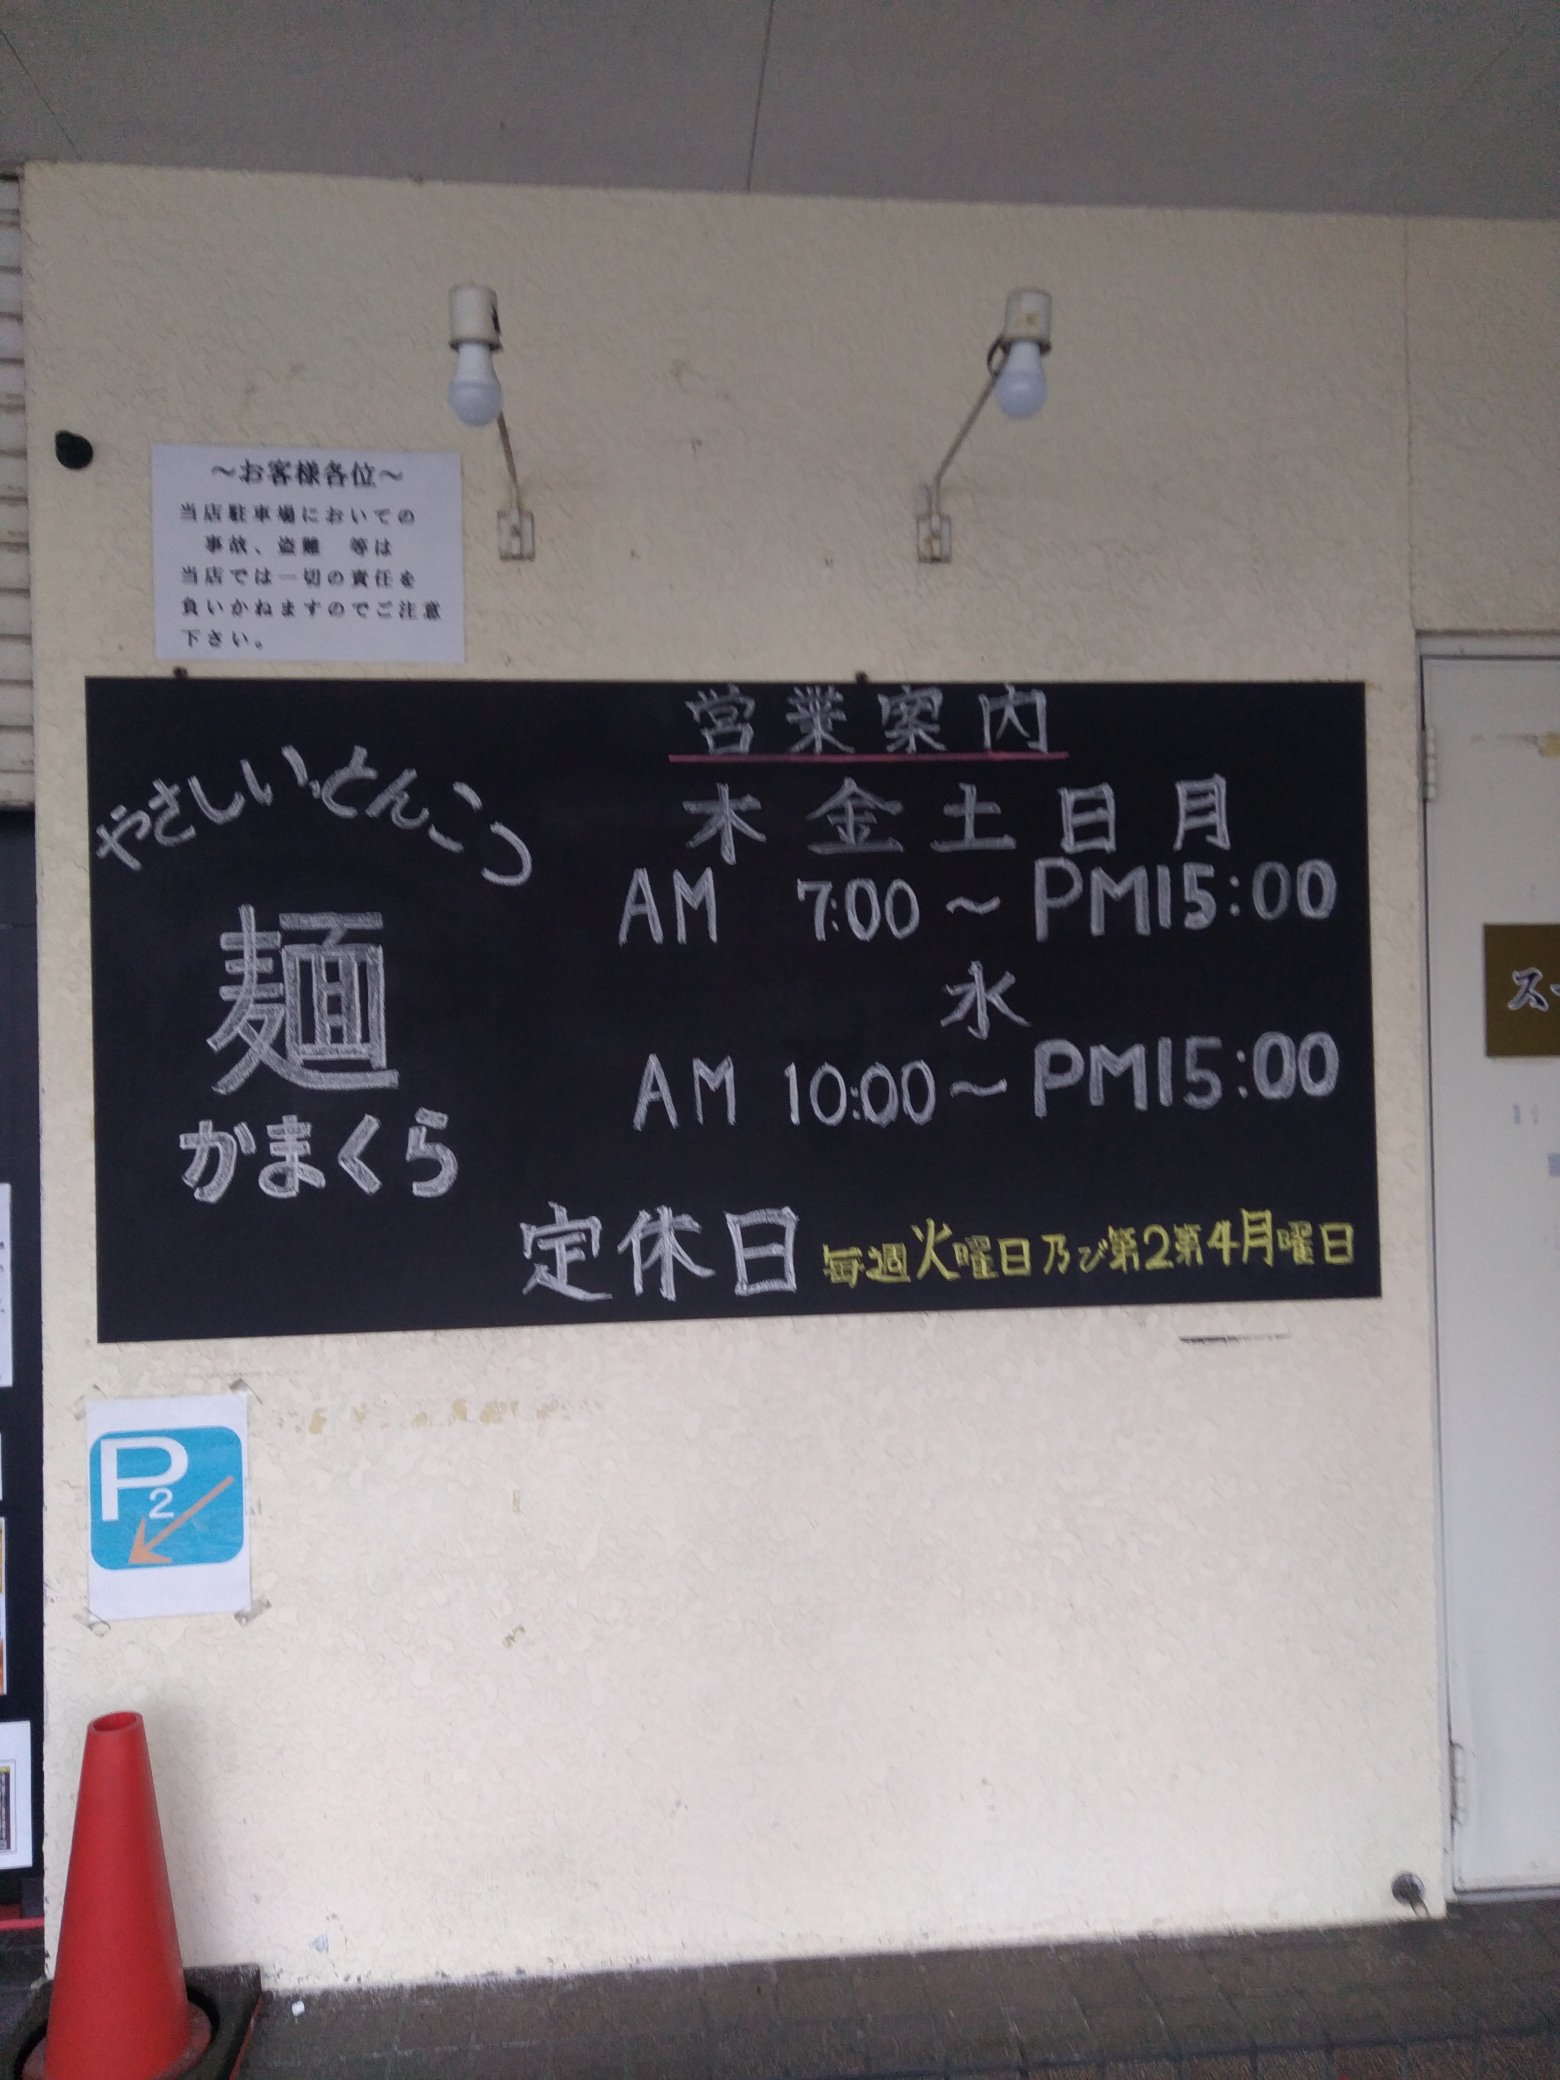 ～お客様各位～
当店駐車場においての
事故、盗難　等は
当店では一切の責任を
負いかねますのでご注意
下さい。
やさしい、とんこつ
麺
かまくら
営業案内
木金土日月
AM 7:00～PM15:00
水
AM 10:00～PM15:00
定休日 毎週火曜日乃び第2第4月曜日
P2